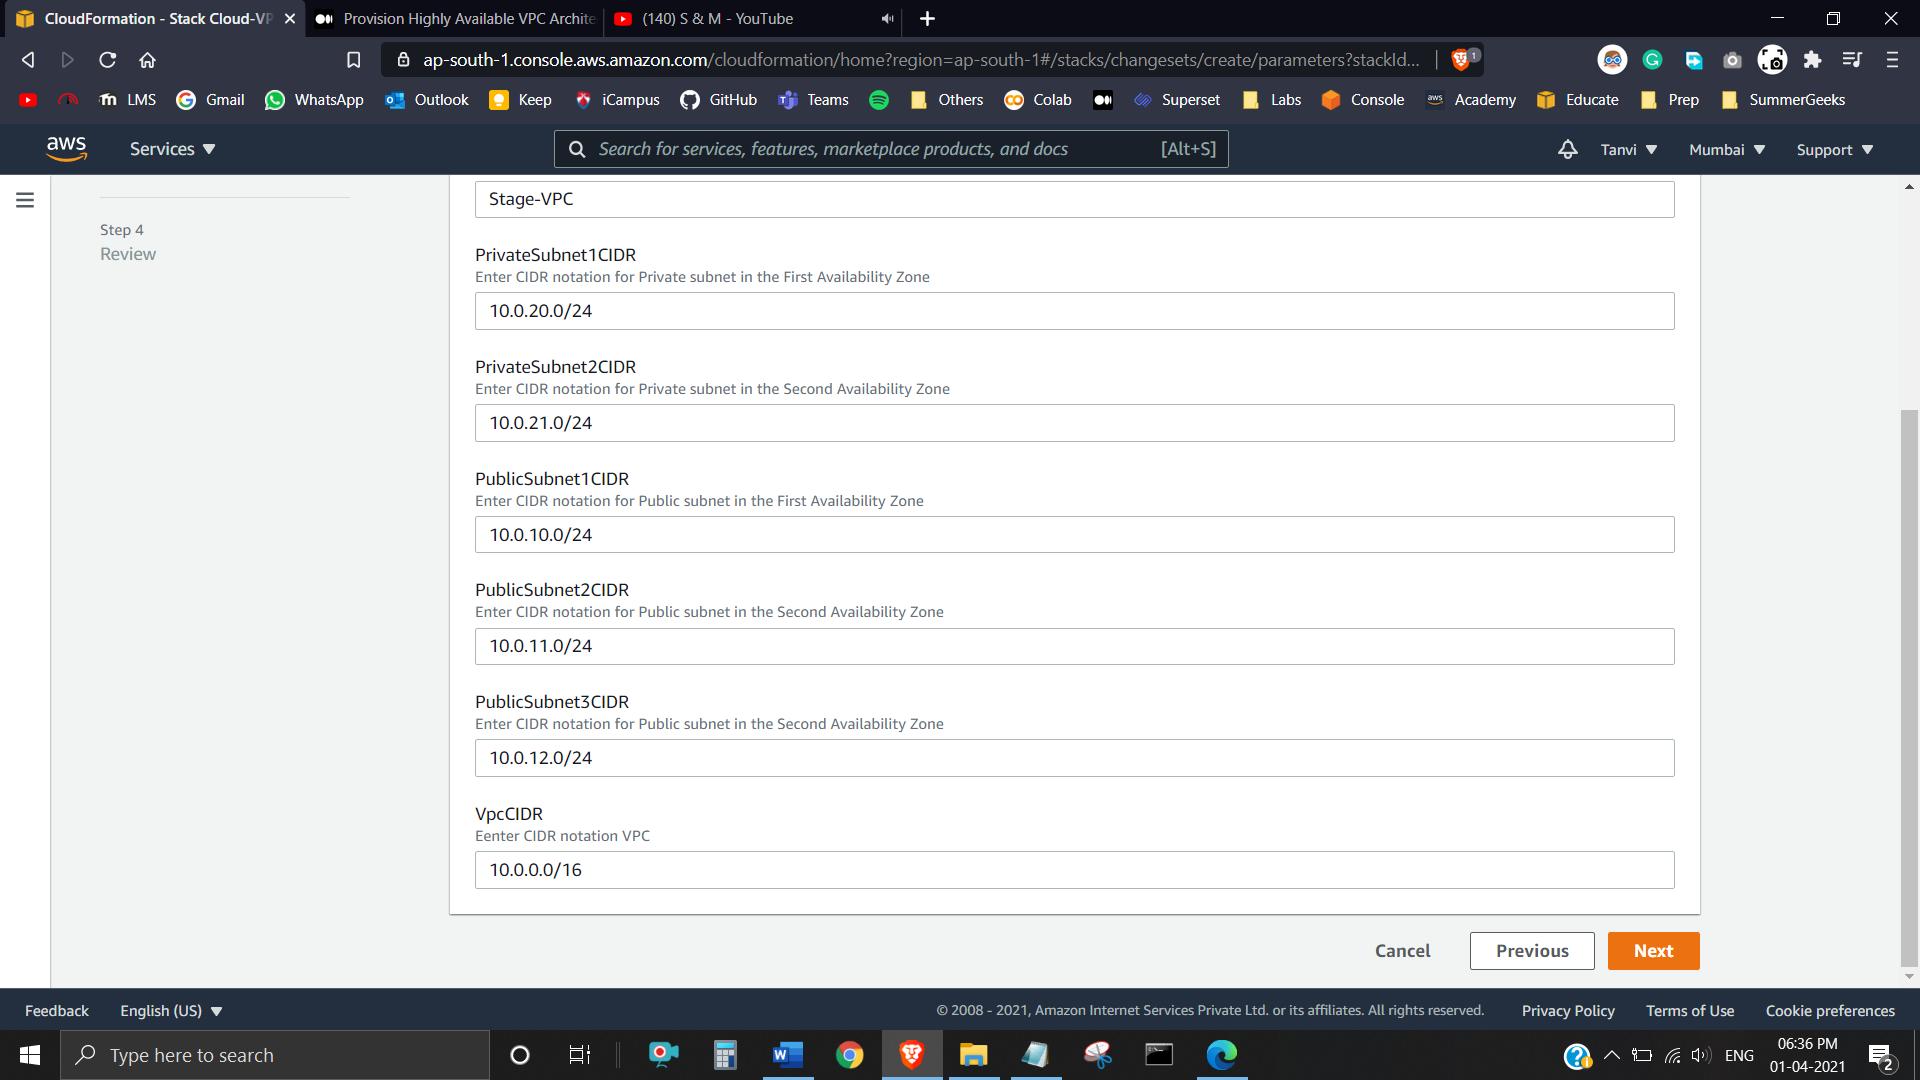 CloudFormation - Stack Cloud-VP
Provision Highly Available VPC Archite
(140) S & M - YouTube
ap-south-1.console.aws.amazon.com/cloudformation/home?region=ap-south-1#/stacks/changesets/create/parameters?stackId...
1
LMS
Gmail
WhatsApp
Outlook
Keep
iCampus
GitHub
Teams
Others
Colab
Superset
Labs
Console
aws
Academy
Educate
Prep
SummerGeeks
aws
Services
Search for services, features, marketplace products, and docs
[Alt+S]
Tanvi
Mumbai
Support
Step 4
Review
Stage-VPC
PrivateSubnet1CIDR
Enter CIDR notation for Private subnet in the First Availability Zone
10.0.20.0/24
PrivateSubnet2CIDR
Enter CIDR notation for Private subnet in the Second Availability Zone
10.0.21.0/24
PublicSubnet1CIDR
Enter CIDR notation for Public subnet in the First Availability Zone
10.0.10.0/24
PublicSubnet2CIDR
Enter CIDR notation for Public subnet in the Second Availability Zone
10.0.11.0/24
PublicSubnet3CIDR
Enter CIDR notation for Public subnet in the Second Availability Zone
10.0.12.0/24
VpcCIDR
Eenter CIDR notation VPC
10.0.0.0/16
Cancel
Previous
Next
Feedback
English (US)
© 2008 - 2021, Amazon Internet Services Private Ltd. or its affiliates. All rights reserved.
Privacy Policy
Terms of Use
Cookie preferences
Type here to search
ENG
06:36 PM
01-04-2021
2